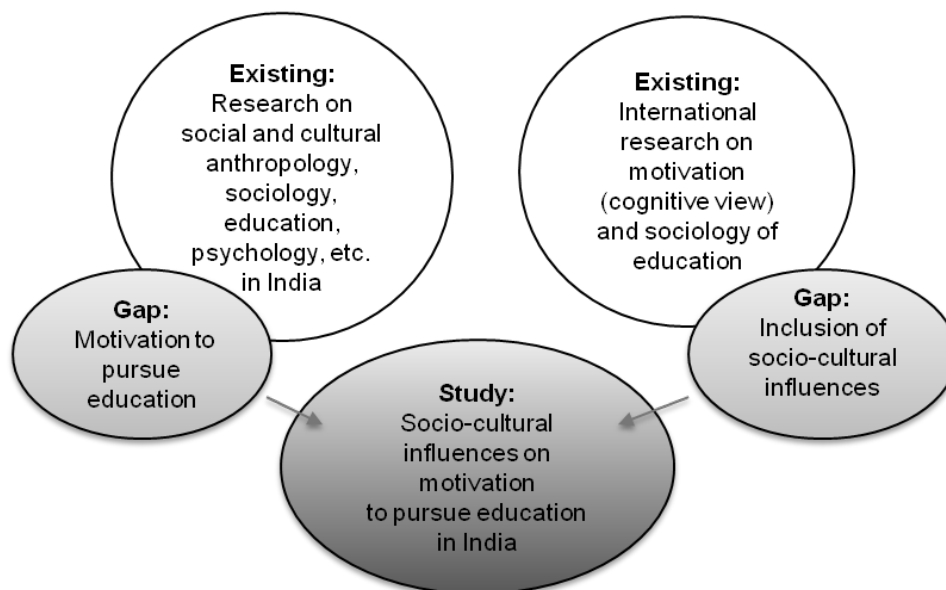 Existing:
Research on
social and cultural
anthropology,
sociology,
education,
psychology, etc.
in India
Existing:
International
research on
motivation
(cognitive view)
and sociology of
education
Gap:
Motivation to
pursue
education
Gap:
Inclusion of
socio-cultural
influences
Study:
Socio-cultural
influences on
motivation
to pursue education
in India